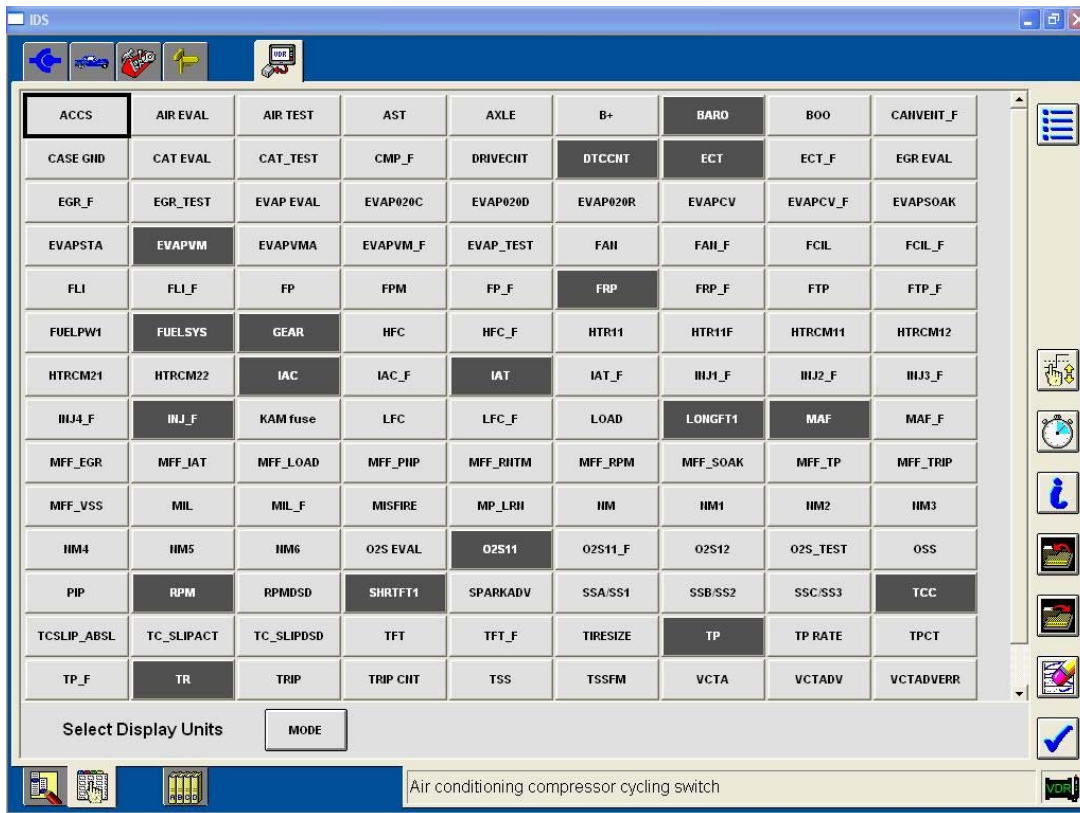 IDS
VDR
ACCS AIR EVAL AIR TEST AST AXLE B+ BARO BOO CANVENT_F
CASE GND CAT EVAL CAT_TEST CMP_F DRIVECNT DTCCNT ECT ECT_F EGR EVAL
EGR_F EGR_TEST EVAP EVAL EVAP020C EVAP020D EVAP020R EVAPCV EVAPCV_F EVAPSOAK
EVAPSTA EVAPVM EVAPVMA EVAPVM_F EVAP_TEST FAN FAN_F FCIL FCIL_F
FLI FLI_F FP FPM FP_F FRP FRP_F FTP FTP_F
FUELPW1 FUELSYS GEAR HFC HFC_F HTR11 HTR11F HTRCM11 HTRCM12
HTRCM21 HTRCM22 IAC IAC_F IAT IAT_F INJ1_F INJ2_F INJ3_F
INJ4_F INJ_F KAM fuse LFC LFC_F LOAD LONGFT1 MAF MAF_F
MFF_EGR MFF_IAT MFF_LOAD MFF_PNP MFF_RNTM MFF_RPM MFF_SOAK MFF_TP MFF_TRIP
MFF_VSS MIL MIL_F MISFIRE MP_LRN NM NM1 NM2 NM3
NM4 NM5 NM6 O2S EVAL O2S11 O2S11_F O2S12 O2S_TEST OSS
PIP RPM RPMDSD SHRTFT1 SPARKADV SSA/SS1 SSB/SS2 SSC/SS3 TCC
TCSLIP_ABSL TC_SLIPACT TC_SLIPDSD TFT TFT_F TIRESIZE TP TP RATE TPCT
TP_F TR TRIP TRIP CNT TSS TSSFM VCTA VCTADV VCTADVERR
Select Display Units MODE
A B C D
Air conditioning compressor cycling switch
VDR